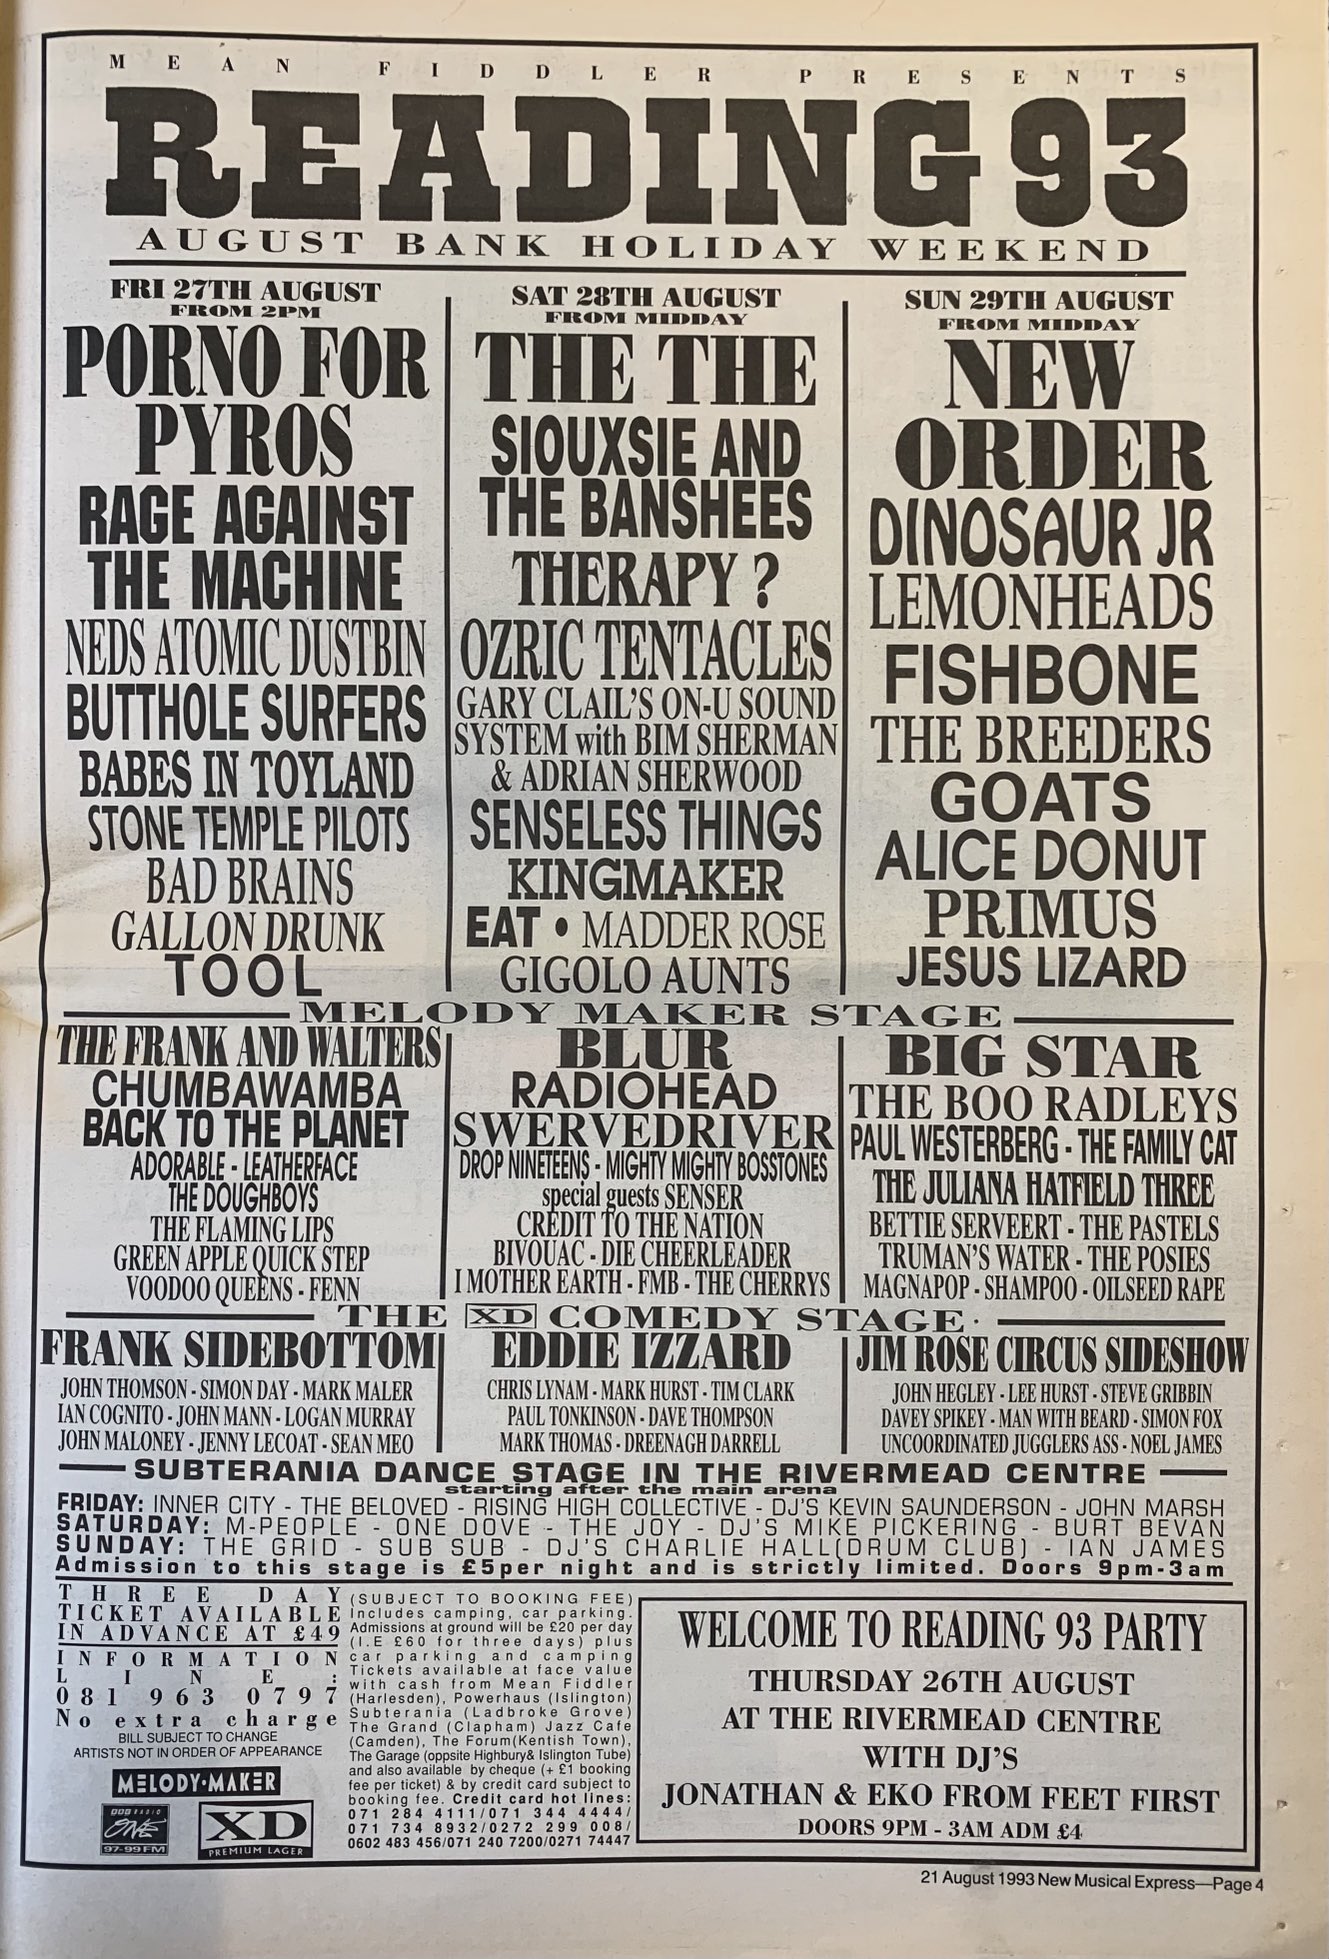 MEAN FIDDLER PRESENTS
READING 93
AUGUST BANK HOLIDAY WEEKEND
FRI 27TH AUGUST
FROM 2PM
PORNO FOR
PYROS
RAGE AGAINST
THE MACHINE
NEDS ATOMIC DUSTBIN
BUTTHOLE SURFERS
BABES IN TOYLAND
STONE TEMPLE PILOTS
BAD BRAINS
GALLON DRUNK
TOOL
SAT 28TH AUGUST
FROM MIDDAY
THE THE
SIOUXSIE AND
THE BANSHEES
THERAPY ?
OZRIC TENTACLES
GARY CLAIL'S ON-U SOUND
SYSTEM with BIM SHERMAN
& ADRIAN SHERWOOD
SENSELESS THINGS
KINGMAKER
EAT • MADDER ROSE
GIGOLO AUNTS
SUN 29TH AUGUST
FROM MIDDAY
NEW
ORDER
DINOSAUR JR
LEMONHEADS
FISHBONE
THE BREEDERS
GOATS
ALICE DONUT
PRIMUS
JESUS LIZARD
MELODY MAKER STAGE
THE FRANK AND WALTERS
CHUMBAWAMBA
BACK TO THE PLANET
ADORABLE - LEATHERFACE
THE DOUGHBOYS
THE FLAMING LIPS
GREEN APPLE QUICK STEP
VOODOO QUEENS - FENN
BLUR
RADIOHEAD
SWERVEDRIVER
DROP NINETEENS - MIGHTY MIGHTY BOSSTONES
special guests SENSER
CREDIT TO THE NATION
BIVOUAC - DIE CHEERLEADER
I MOTHER EARTH - FMB - THE CHERRYS
BIG STAR
THE BOO RADLEYS
PAUL WESTERBERG - THE FAMILY CAT
THE JULIANA HATFIELD THREE
BETTIE SERVEERT - THE PASTELS
TRUMAN'S WATER - THE POSIES
MAGNAPOP - SHAMPOO - OILSEED RAPE
THE XD COMEDY STAGE
FRANK SIDEBOTTOM
JOHN THOMSON - SIMON DAY - MARK MALER
IAN COGNITO - JOHN MANN - LOGAN MURRAY
JOHN MALONEY - JENNY LECOAT - SEAN MEO
EDDIE IZZARD
CHRIS LYNAM - MARK HURST - TIM CLARK
PAUL TONKINSON - DAVE THOMPSON
MARK THOMAS - DREENAGH DARRELL
JIM ROSE CIRCUS SIDESHOW
JOHN HEGLEY - LEE HURST - STEVE GRIBBIN
DAVEY SPIKEY - MAN WITH BEARD - SIMON FOX
UNCOORDINATED JUGGLERS ASS - NOEL JAMES
SUBTERANIA DANCE STAGE IN THE RIVERMEAD CENTRE
starting after the main arena
FRIDAY: INNER CITY - THE BELOVED - RISING HIGH COLLECTIVE - DJ'S KEVIN SAUNDERSON - JOHN MARSH
SATURDAY: M-PEOPLE - ONE DOVE - THE JOY - DJ'S MIKE PICKERING - BURT BEVAN
SUNDAY: THE GRID - SUB SUB - DJ'S CHARLIE HALL(DRUM CLUB) - IAN JAMES
Admission to this stage is £5per night and is strictly limited. Doors 9pm-3am
THREE DAY
TICKET AVAILABLE
IN ADVANCE AT £49
INFORMATION
LINE:
081 963 0797
No extra charge
BILL SUBJECT TO CHANGE
ARTISTS NOT IN ORDER OF APPEARANCE
MELODY•MAKER
BBC RADIO
ONE
97-99FM
XD
PREMIUM LAGER
(SUBJECT TO BOOKING FEE)
Includes camping, car parking.
Admissions at ground will be £20 per day
(I.E £60 for three days) plus
car parking and camping
Tickets available at face value
with cash from Mean Fiddler
(Harlesden), Powerhaus (Islington)
Subterania (Ladbroke Grove)
The Grand (Clapham) Jazz Cafe
(Camden), The Forum(Kentish Town),
The Garage (oppsite Highbury& Islington Tube)
and also available by cheque (+ £1 booking
fee per ticket) & by credit card subject to
booking fee. Credit card hot lines:
071 284 4111/071 344 4444/
071 734 8932/0272 299 008/
0602 483 456/071 240 7200/0271 74447
WELCOME TO READING 93 PARTY
THURSDAY 26TH AUGUST
AT THE RIVERMEAD CENTRE
WITH DJ'S
JONATHAN & EKO FROM FEET FIRST
DOORS 9PM - 3AM ADM £4
21 August 1993 New Musical Express—Page 4